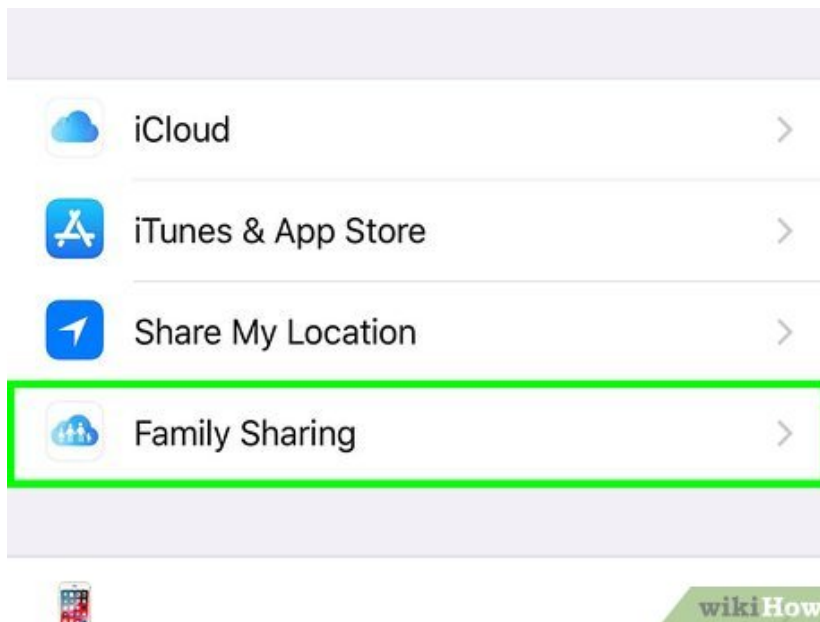 iCloud
iTunes & App Store
Share My Location
Family Sharing
wikiHow